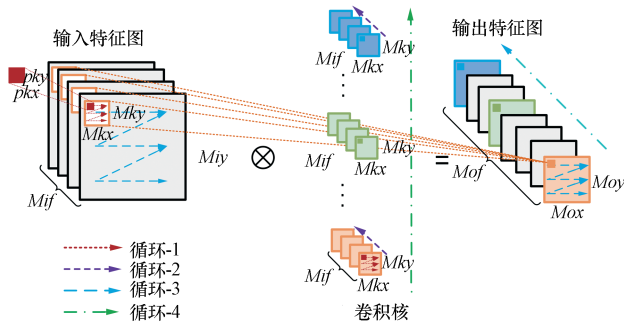 输入特征图
pky
pkx
Mky
Mkx
Miy
Mif
Mky
Mkx
Mif
⋮
Mky
Mif
Mkx
⋮
Mky
Mif
Mkx
卷积核
⊗
=
输出特征图
Mof
Moy
Mox
循环-1
循环-2
循环-3
循环-4